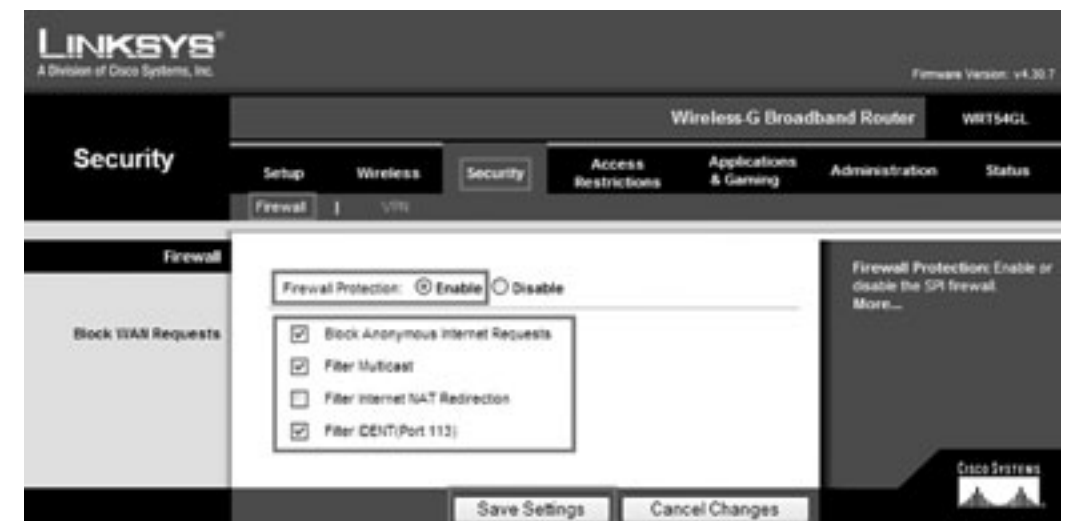 LINKSYS®
A Division of Cisco Systems, Inc.
Firmware Version: v4.30.7
Wireless-G Broadband Router WRT54GL
Security
Setup Wireless Security Access Restrictions Applications & Gaming Administration Status
Firewall | VPN
Firewall
Firewall Protection: Enable Disable
Firewall Protection: Enable or
disable the SPI firewall.
More...
Block WAN Requests
Block Anonymous Internet Requests
Filter Multicast
Filter Internet NAT Redirection
Filter IDENT(Port 113)
CISCO SYSTEMS
Save Settings Cancel Changes